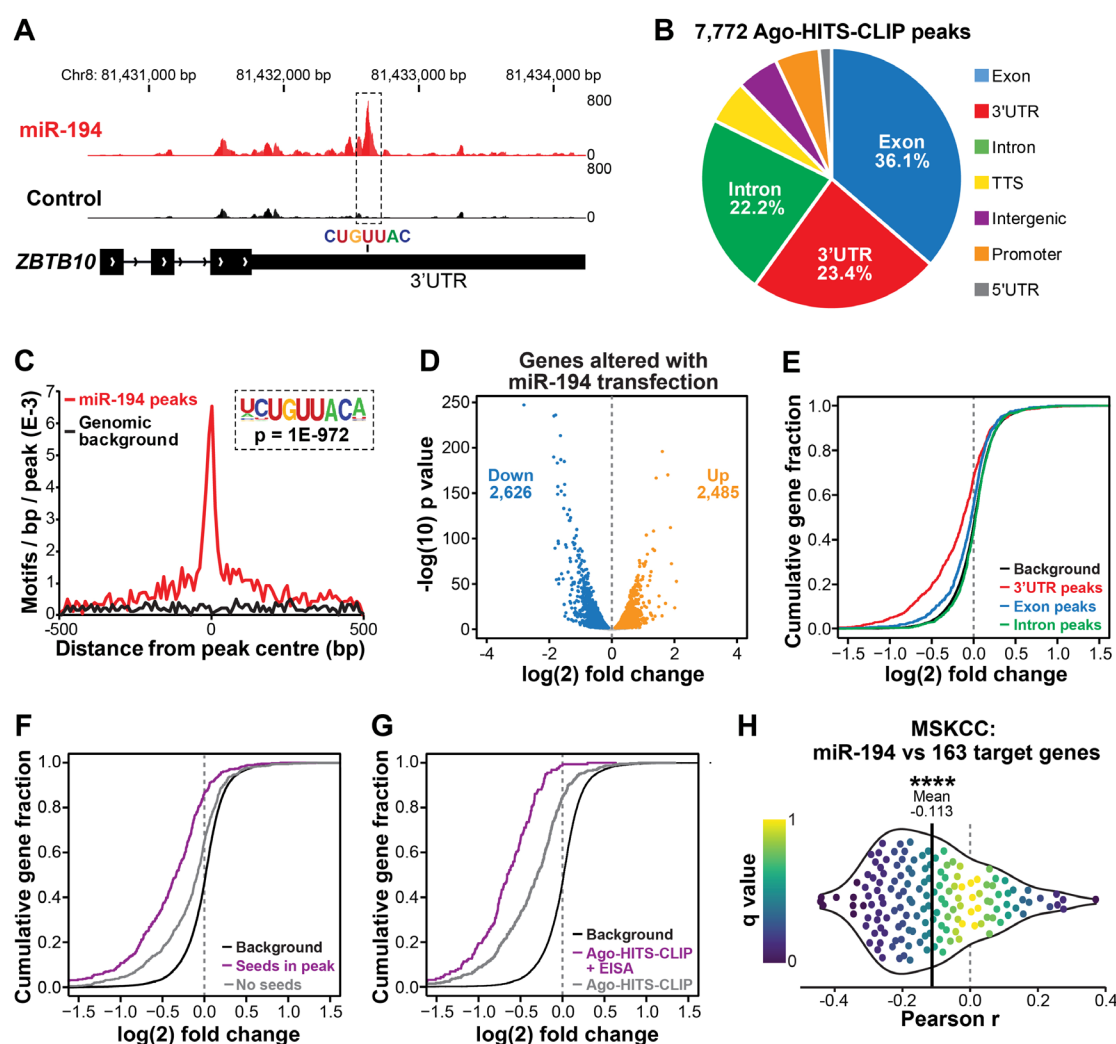 A
Chr8: 81,431,000 bp 81,432,000 bp 81,433,000 bp 81,434,000 bp
800
miR-194
0
800
Control
0
CUGUUAC
ZBTB10
3'UTR
B 7,772 Ago-HITS-CLIP peaks
Exon
36.1%
Intron
22.2%
3'UTR
23.4%
Exon
3'UTR
Intron
TTS
Intergenic
Promoter
5'UTR
C
Motifs / bp / peak (E-3)
7
6
5
4
3
2
1
0
miR-194 peaks
Genomic
background
UCUGUUACA
p = 1E-972
-500 0 500
Distance from peak centre (bp)
D Genes altered with
miR-194 transfection
-log(10) p value
250
200
150
100
50
0
Down
2,626
Up
2,485
-4 -2 0 2 4
log(2) fold change
E
Cumulative gene fraction
1.0
0.8
0.6
0.4
0.2
0.0
Background
3'UTR peaks
Exon peaks
Intron peaks
-1.5 -1.0 -0.5 0.0 0.5 1.0 1.5
log(2) fold change
F
Cumulative gene fraction
1.0
0.8
0.6
0.4
0.2
0.0
Background
Seeds in peak
No seeds
-1.5 -1.0 -0.5 0.0 0.5 1.0 1.5
log(2) fold change
G
Cumulative gene fraction
1.0
0.8
0.6
0.4
0.2
0.0
Background
Ago-HITS-CLIP
+ EISA
Ago-HITS-CLIP
-1.5 -1.0 -0.5 0.0 0.5 1.0 1.5
log(2) fold change
H
MSKCC:
miR-194 vs 163 target genes
****
Mean
-0.113
q value
1
0
-0.4 -0.2 0.0 0.2 0.4
Pearson r